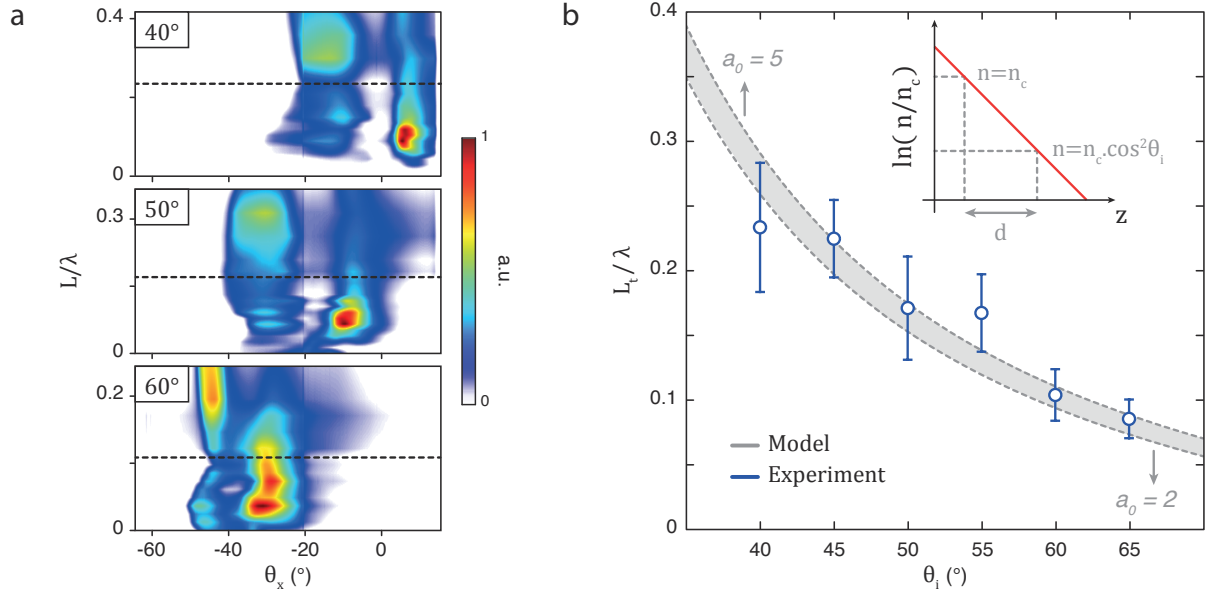 a
40°
50°
60°
0.4
0.2
0
0.3
0
0.2
0
L/λ
-60
-40
-20
0
θx (°)
1
a.u.
0
b
0.4
0.3
0.2
0.1
0
Lt / λ
40
45
50
55
60
65
θi (°)
a0 = 5
a0 = 2
Model
Experiment
ln( n/nc)
n=nc
n=nc.cos²θi
d
z